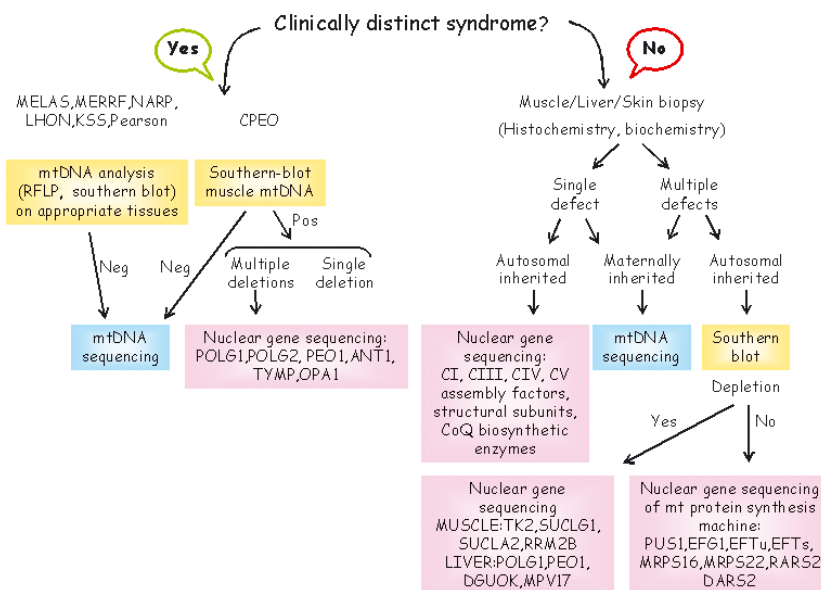 Clinically distinct syndrome?
Yes
No
MELAS,MERRF,NARP,
LHON,KSS,Pearson
CPEO
Muscle/Liver/Skin biopsy
(Histochemistry, biochemistry)
mtDNA analysis
(RFLP, southern blot)
on appropriate tissues
Southern-blot
muscle mtDNA
Single
defect
Multiple
defects
Pos
Neg
Neg
Multiple
deletions
Single
deletion
Autosomal
inherited
Maternally
inherited
Autosomal
inherited
mtDNA
sequencing
Nuclear gene sequencing:
POLG1,POLG2, PEO1,ANT1,
TYMP,OPA1
Nuclear gene
sequencing:
CI, CIII, CIV, CV
assembly factors,
structural subunits,
CoQ biosynthetic
enzymes
mtDNA
sequencing
Southern
blot
Depletion
Yes
No
Nuclear gene
sequencing
MUSCLE:TK2,SUCLG1,
SUCLA2,RRM2B
LIVER:POLG1,PEO1,
DGUOK,MPV17
Nuclear gene sequencing
of mt protein synthesis
machine:
PUS1,EFG1,EFTu,EFTs,
MRPS16,MRPS22,RARS2
DARS2